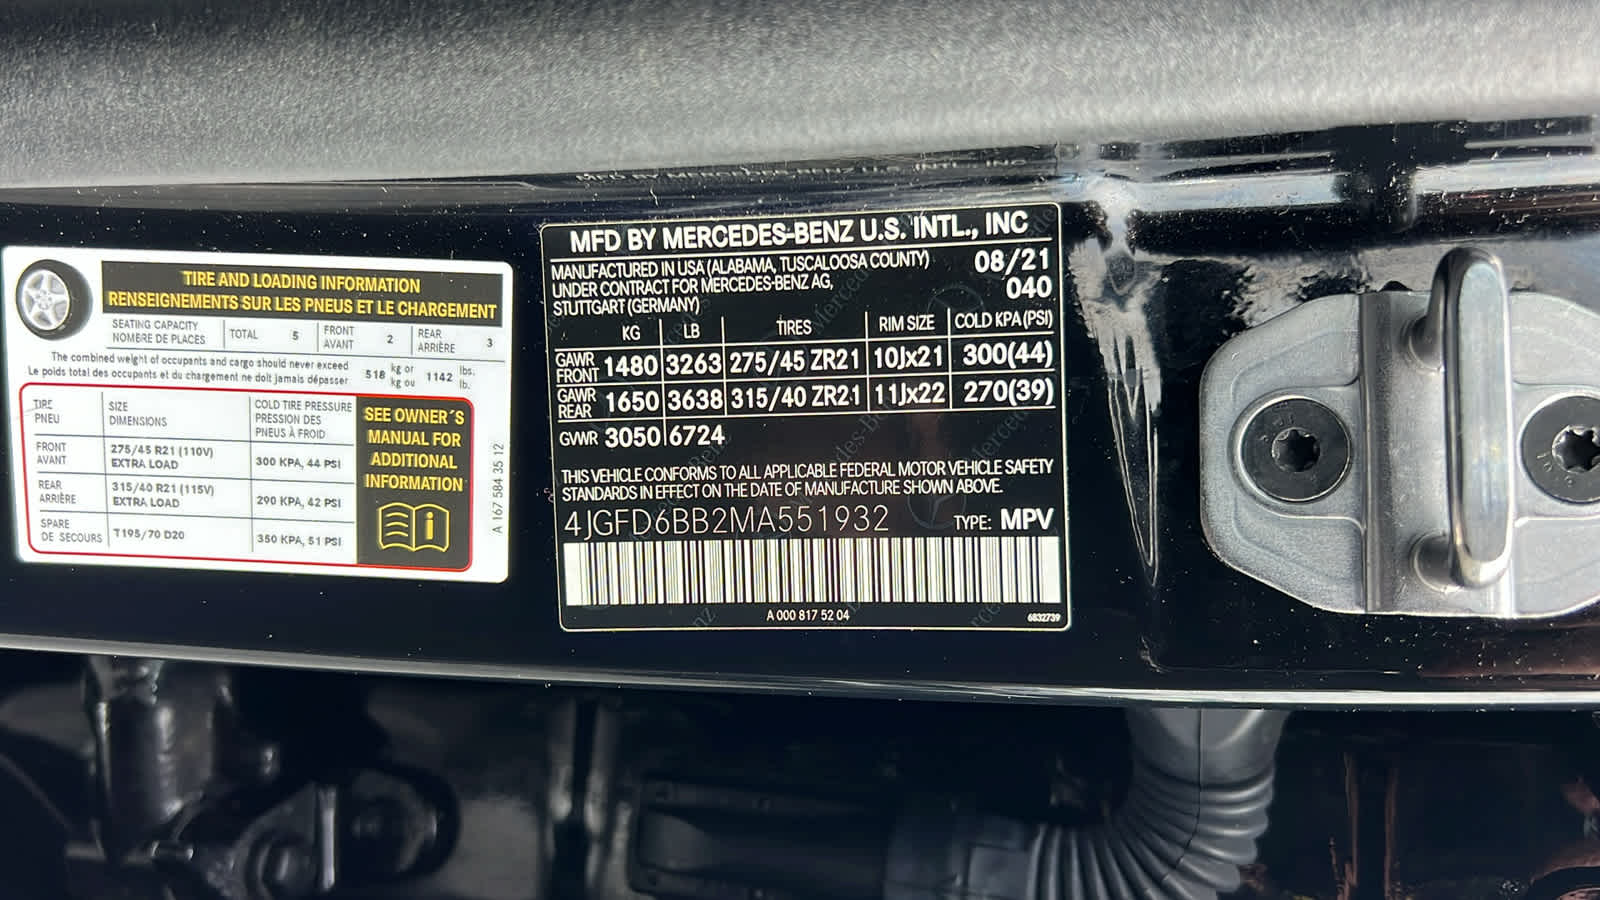 TIRE AND LOADING INFORMATION
RENSEIGNEMENTS SUR LES PNEUS ET LE CHARGEMENT
SEATING CAPACITY
NOMBRE DE PLACES
TOTAL 5
FRONT
AVANT 2
REAR
ARRIÈRE 3
The combined weight of occupants and cargo should never exceed
Le poids total des occupants et du chargement ne doit jamais dépasser
518 kg or
kg ou
1142 lbs.
lb.
TIRE
PNEU
SIZE
DIMENSIONS
COLD TIRE PRESSURE
PRESSION DES
PNEUS À FROID
FRONT
AVANT
275/45 R21 (110V)
EXTRA LOAD
300 KPA, 44 PSI
REAR
ARRIÈRE
315/40 R21 (115V)
EXTRA LOAD
290 KPA, 42 PSI
SPARE
DE SECOURS
T195/70 D20
350 KPA, 51 PSI
SEE OWNER´S
MANUAL FOR
ADDITIONAL
INFORMATION
A 167 584 35 12
MFD BY MERCEDES-BENZ U.S. INTL., INC
MANUFACTURED IN USA (ALABAMA, TUSCALOOSA COUNTY)
UNDER CONTRACT FOR MERCEDES-BENZ AG,
STUTTGART (GERMANY)
08/21
040
KG LB TIRES RIM SIZE COLD KPA(PSI)
GAWR
FRONT 1480 3263 275/45 ZR21 10Jx21 300(44)
GAWR
REAR 1650 3638 315/40 ZR21 11Jx22 270(39)
GVWR 3050 6724
THIS VEHICLE CONFORMS TO ALL APPLICABLE FEDERAL MOTOR VEHICLE SAFETY
STANDARDS IN EFFECT ON THE DATE OF MANUFACTURE SHOWN ABOVE.
4JGFD6BB2MA551932 TYPE: MPV
A 000 817 52 04
6832739